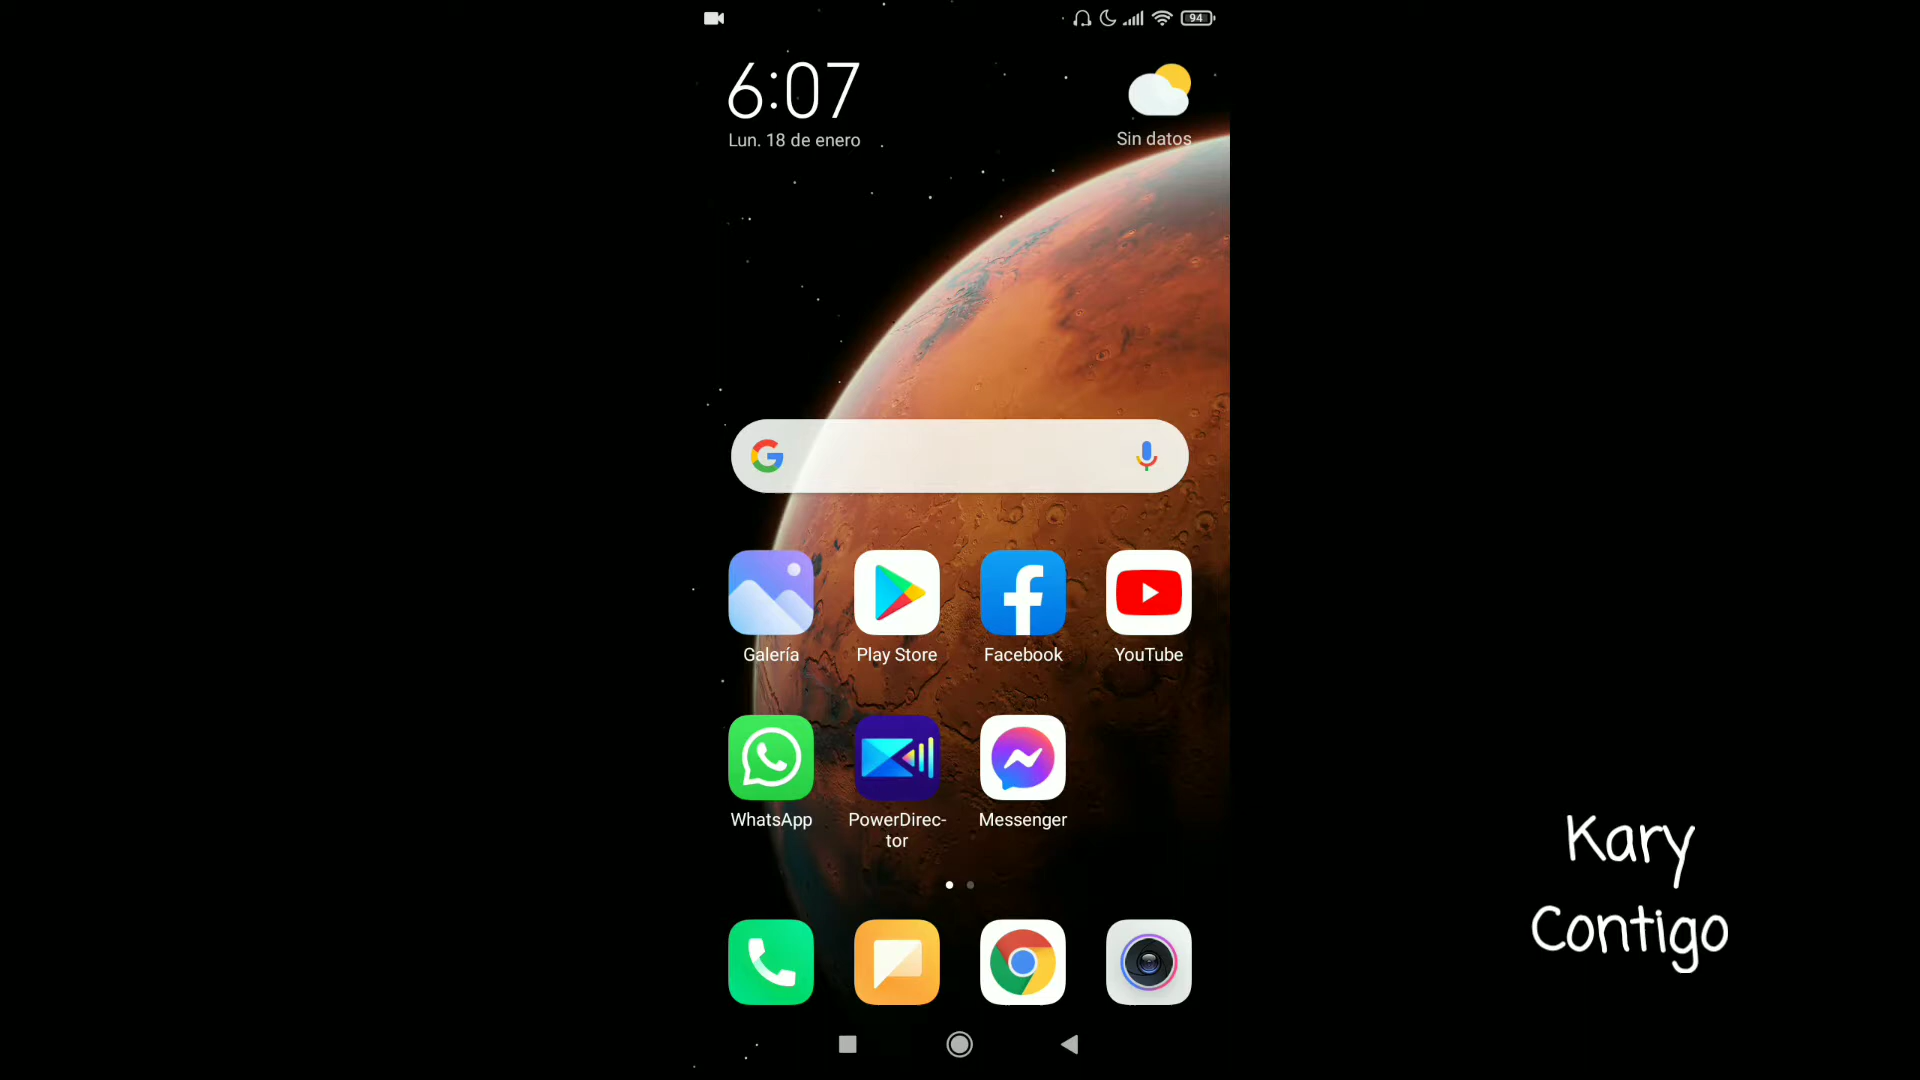 94
6:07
Lun. 18 de enero
Sin datos
Galería
Play Store
Facebook
YouTube
WhatsApp
PowerDirec-
tor
Messenger
Kary
Contigo